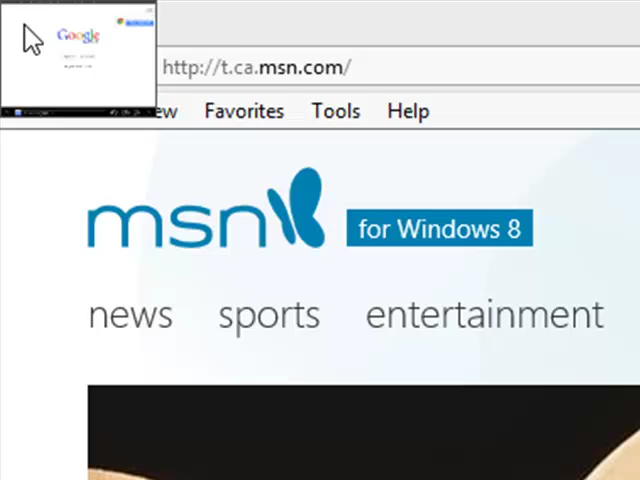 Google
http://t.ca.msn.com/
ew Favorites Tools Help
msn for Windows 8
news sports entertainment